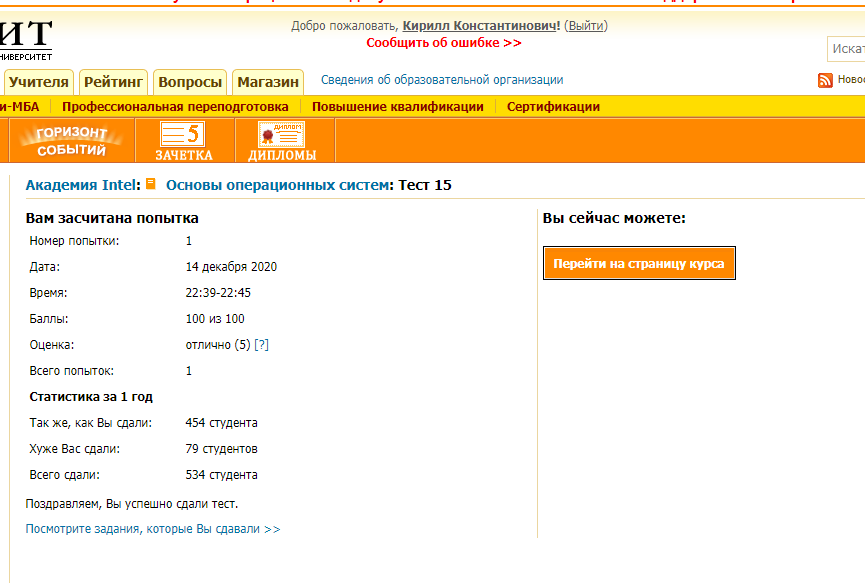 Добро пожаловать, Кирилл Константинович! (Выйти)
Сообщить об ошибке >>
ИТ
НИВЕРСИТЕТ
Искат
Учителя Рейтинг Вопросы Магазин Сведения об образовательной организации Новос
и-МБА Профессиональная переподготовка Повышение квалификации Сертификации
ГОРИЗОНТ СОБЫТИЙ
5 ЗАЧЕТКА
ДИПЛОМ ДИПЛОМЫ
Академия Intel: Основы операционных систем: Тест 15
Вам засчитана попытка
Номер попытки: 1
Дата: 14 декабря 2020
Время: 22:39-22:45
Баллы: 100 из 100
Оценка: отлично (5) [?]
Всего попыток: 1
Статистика за 1 год
Так же, как Вы сдали: 454 студента
Хуже Вас сдали: 79 студентов
Всего сдали: 534 студента
Поздравляем, Вы успешно сдали тест.
Посмотрите задания, которые Вы сдавали >>
Вы сейчас можете:
Перейти на страницу курса